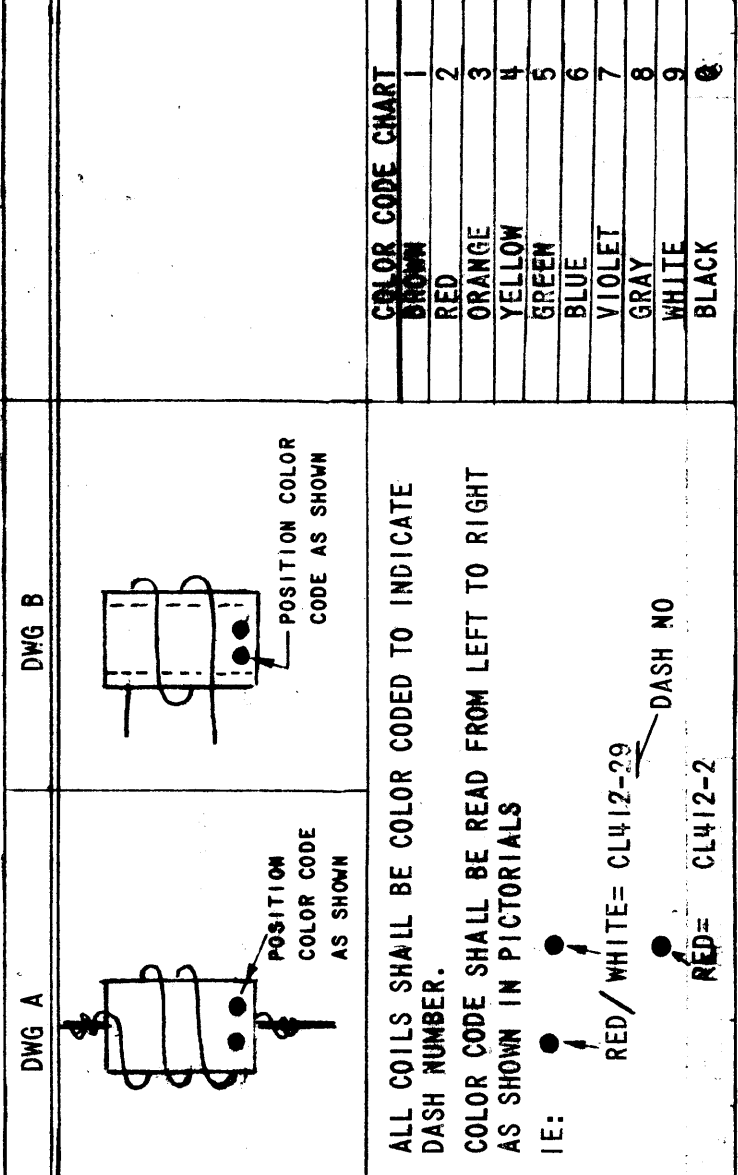 DWG A
DWG B
POSITION
COLOR CODE
AS SHOWN
POSITION COLOR
CODE AS SHOWN
ALL COILS SHALL BE COLOR CODED TO INDICATE
DASH NUMBER.
COLOR CODE SHALL BE READ FROM LEFT TO RIGHT
AS SHOWN IN PICTORIALS
IE:
RED/WHITE= CL412-29
DASH NO
RED= CL412-2
COLOR CODE CHART
BROWN 1
RED 2
ORANGE 3
YELLOW 4
GREEN 5
BLUE 6
VIOLET 7
GRAY 8
WHITE 9
BLACK